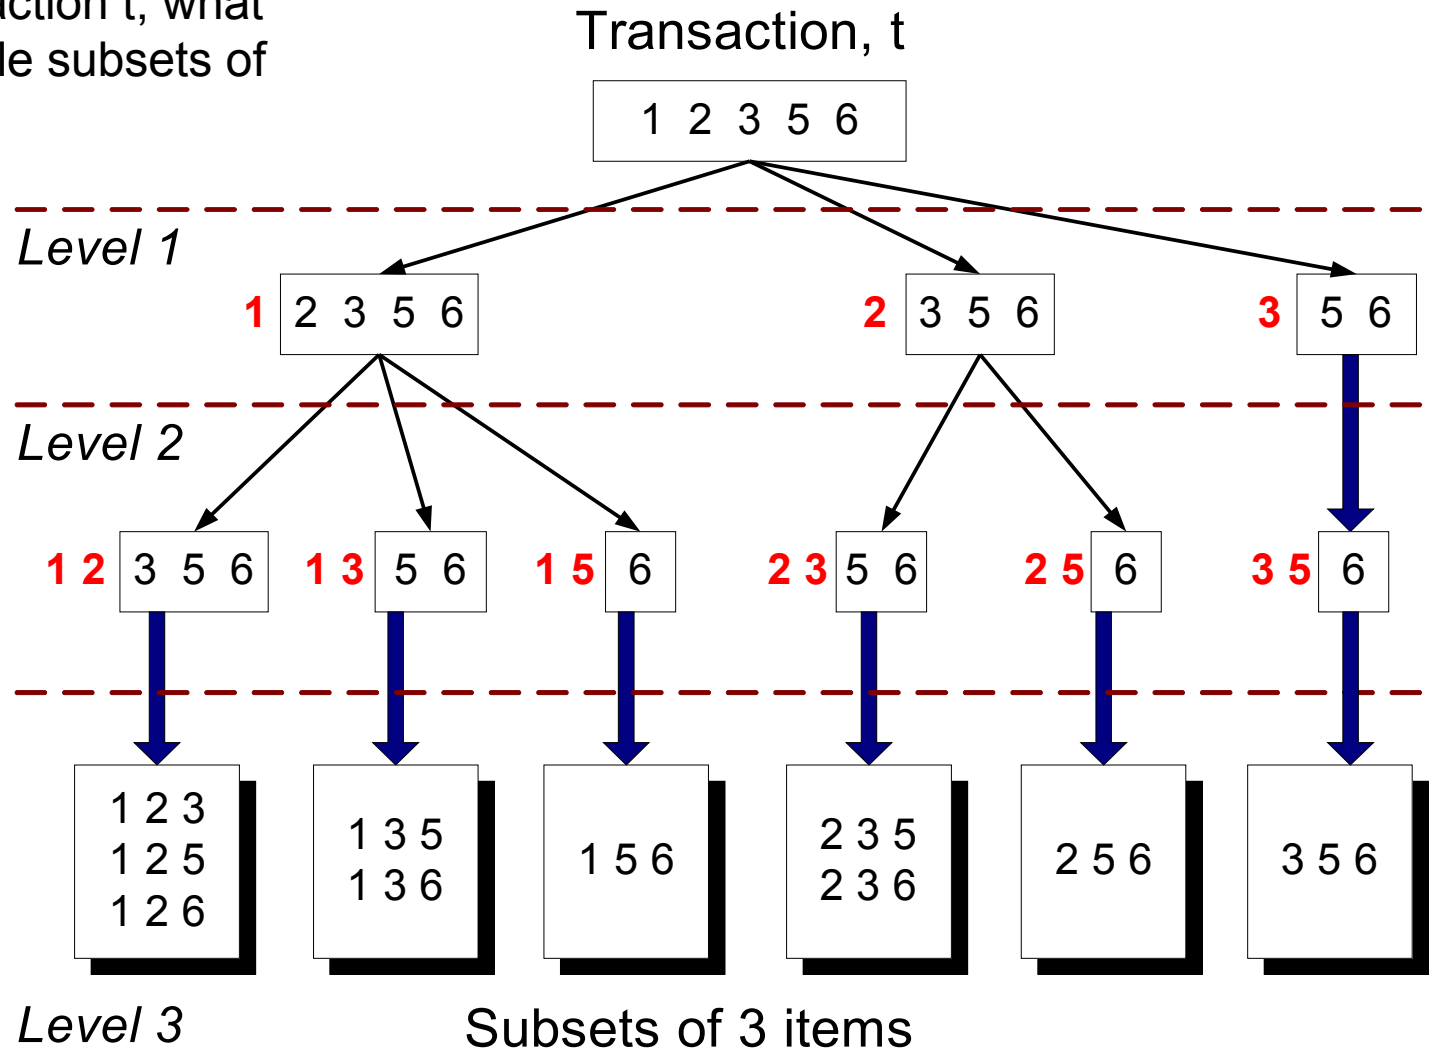 t, what
subsets of
Transaction, t
1 2 3 5 6
Level 1
1 2 3 5 6
2 3 5 6
3 5 6
Level 2
1 2 3 5 6
1 3 5 6
1 5 6
2 3 5 6
2 5 6
3 5 6
1 2 3
1 2 5
1 2 6
1 3 5
1 3 6
1 5 6
2 3 5
2 3 6
2 5 6
3 5 6
Level 3
Subsets of 3 items